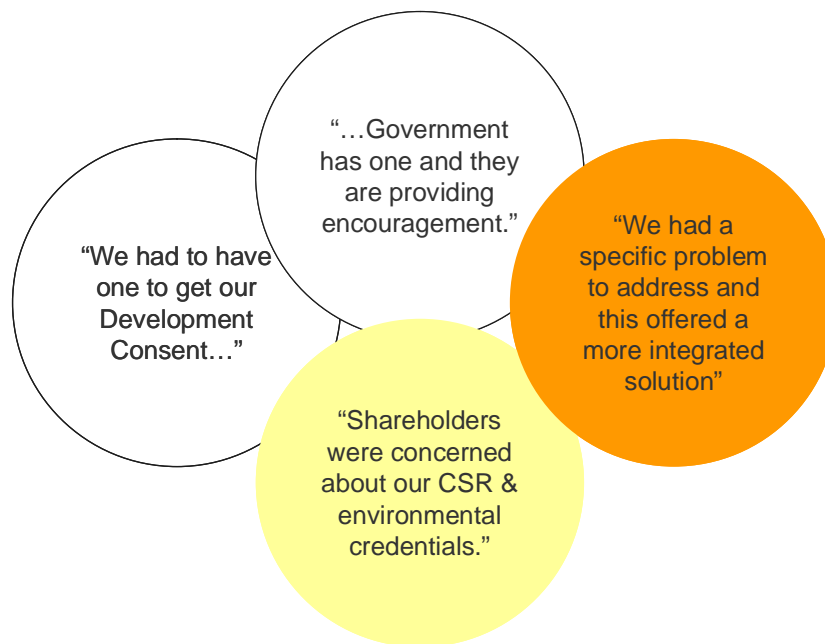 “…Government
has one and they
are providing
encouragement.”
“We had to have
one to get our
Development
Consent…”
“We had a
specific problem
to address and
this offered a
more integrated
solution”
“Shareholders
were concerned
about our CSR &
environmental
credentials.”